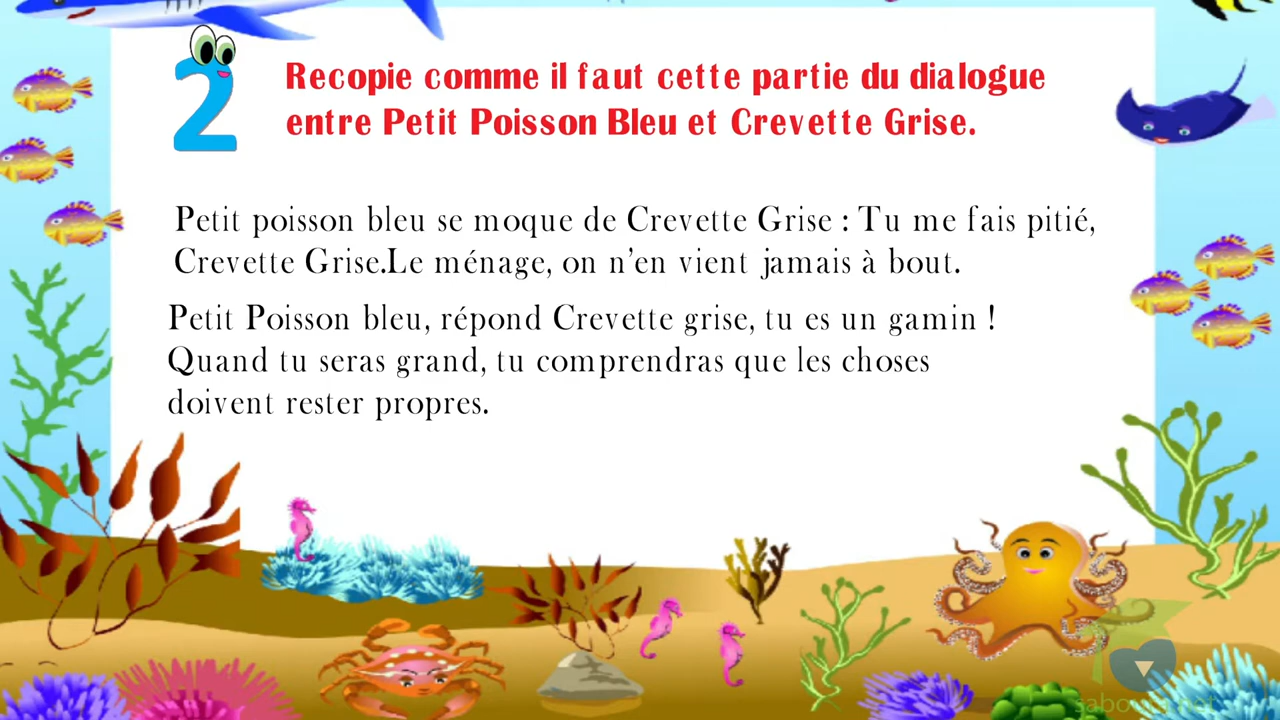 2
Recopie comme il faut cette partie du dialogue
entre Petit Poisson Bleu et Crevette Grise.
Petit poisson bleu se moque de Crevette Grise : Tu me fais pitié,
Crevette Grise.Le ménage, on n'en vient jamais à bout.
Petit Poisson bleu, répond Crevette grise, tu es un gamin !
Quand tu seras grand, tu comprendras que les choses
doivent rester propres.